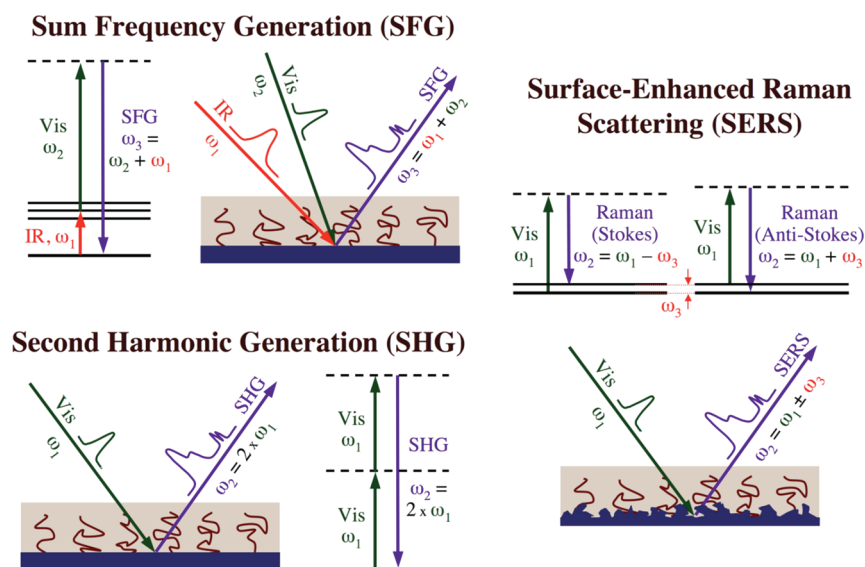 Sum Frequency Generation (SFG)
Vis
ω₂
SFG
ω₃ =
ω₂ + ω₁
IR, ω₁
IR
ω₁
Vis
ω₂
SFG
ω₃ = ω₁ + ω₂
Surface-Enhanced Raman
Scattering (SERS)
Vis
ω₁
Raman
(Stokes)
ω₂ = ω₁ − ω₃
Vis
ω₁
Raman
(Anti-Stokes)
ω₂ = ω₁ + ω₃
ω₃
Vis
ω₁
SERS
ω₂ = ω₁ ± ω₃
Second Harmonic Generation (SHG)
Vis
ω₁
SHG
ω₂ = 2 x ω₁
Vis
ω₁
Vis
ω₁
SHG
ω₂ =
2 x ω₁